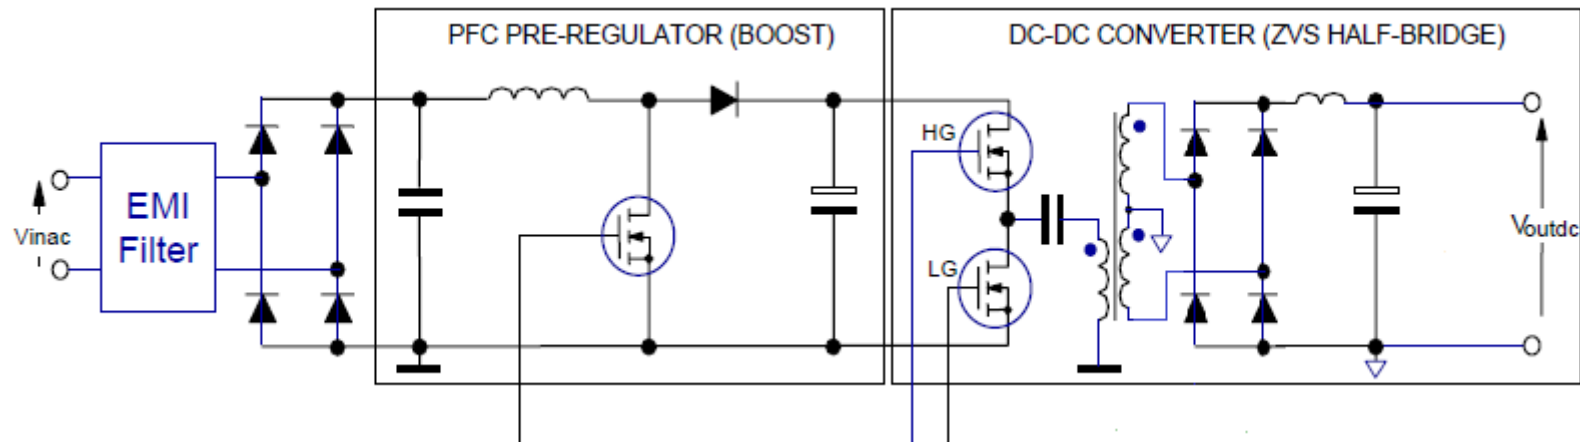 PFC PRE-REGULATOR (BOOST)
DC-DC CONVERTER (ZVS HALF-BRIDGE)
HG
EMI
Filter
Vinac
Voutdc
LG